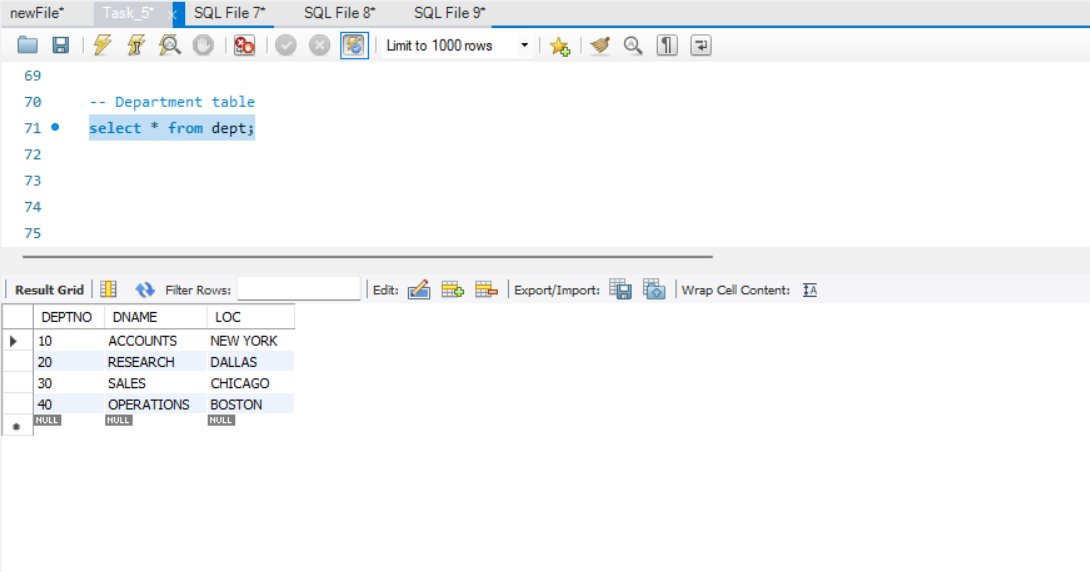 newFile* Task_5* × SQL File 7* SQL File 8* SQL File 9*
Limit to 1000 rows
69
70 -- Department table
71 select * from dept;
72
73
74
75
Result Grid Filter Rows: Edit: Export/Import: Wrap Cell Content: IA
DEPTNO DNAME LOC
10 ACCOUNTS NEW YORK
20 RESEARCH DALLAS
30 SALES CHICAGO
40 OPERATIONS BOSTON
NULL NULL NULL